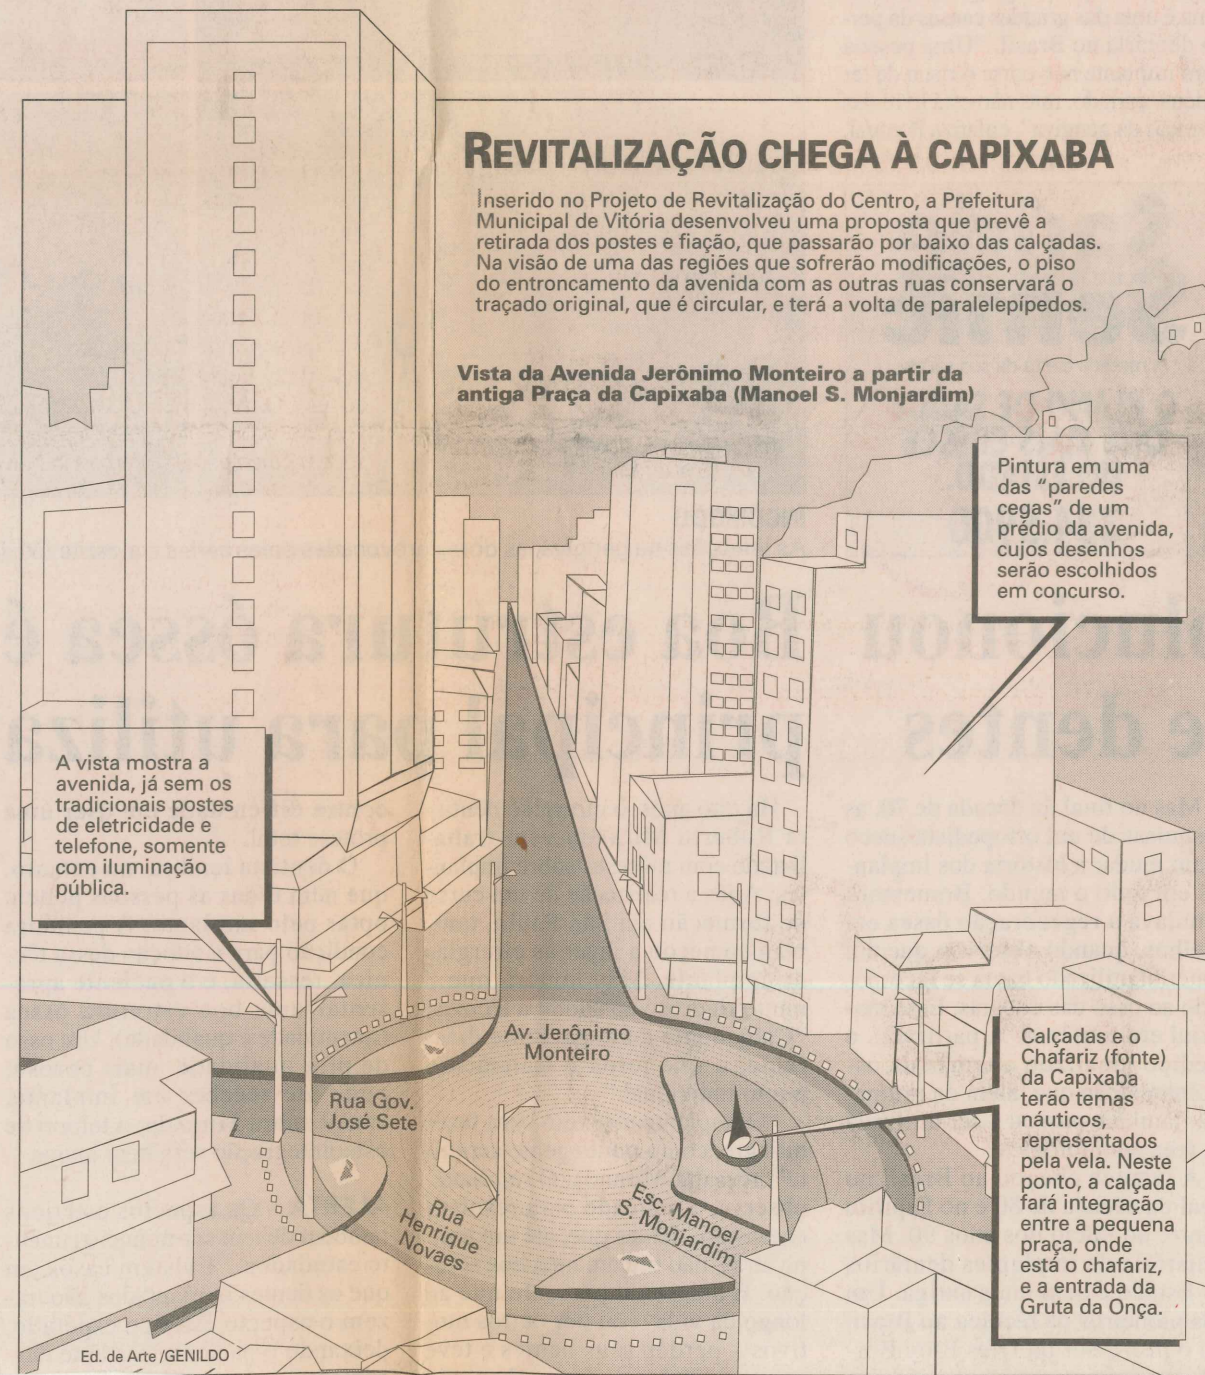 REVITALIZAÇÃO CHEGA À CAPIXABA
Inserido no Projeto de Revitalização do Centro, a Prefeitura
Municipal de Vitória desenvolveu uma proposta que prevê a
retirada dos postes e fiação, que passarão por baixo das calçadas.
Na visão de uma das regiões que sofrerão modificações, o piso
do entroncamento da avenida com as outras ruas conservará o
traçado original, que é circular, e terá a volta de paralelepípedos.
Vista da Avenida Jerônimo Monteiro a partir da
antiga Praça da Capixaba (Manoel S. Monjardim)
Pintura em uma
das "paredes
cegas" de um
prédio da avenida,
cujos desenhos
serão escolhidos
em concurso.
A vista mostra a
avenida, já sem os
tradicionais postes
de eletricidade e
telefone, somente
com iluminação
pública.
Av. Jerônimo
Monteiro
Rua Gov.
José Sete
Rua
Henrique
Novaes
Esc. Manoel
S. Monjardim
Calçadas e o
Chafariz (fonte)
da Capixaba
terão temas
náuticos,
representados
pela vela. Neste
ponto, a calçada
fará integração
entre a pequena
praça, onde
está o chafariz,
e a entrada da
Gruta da Onça.
Ed. de Arte /GENILDO